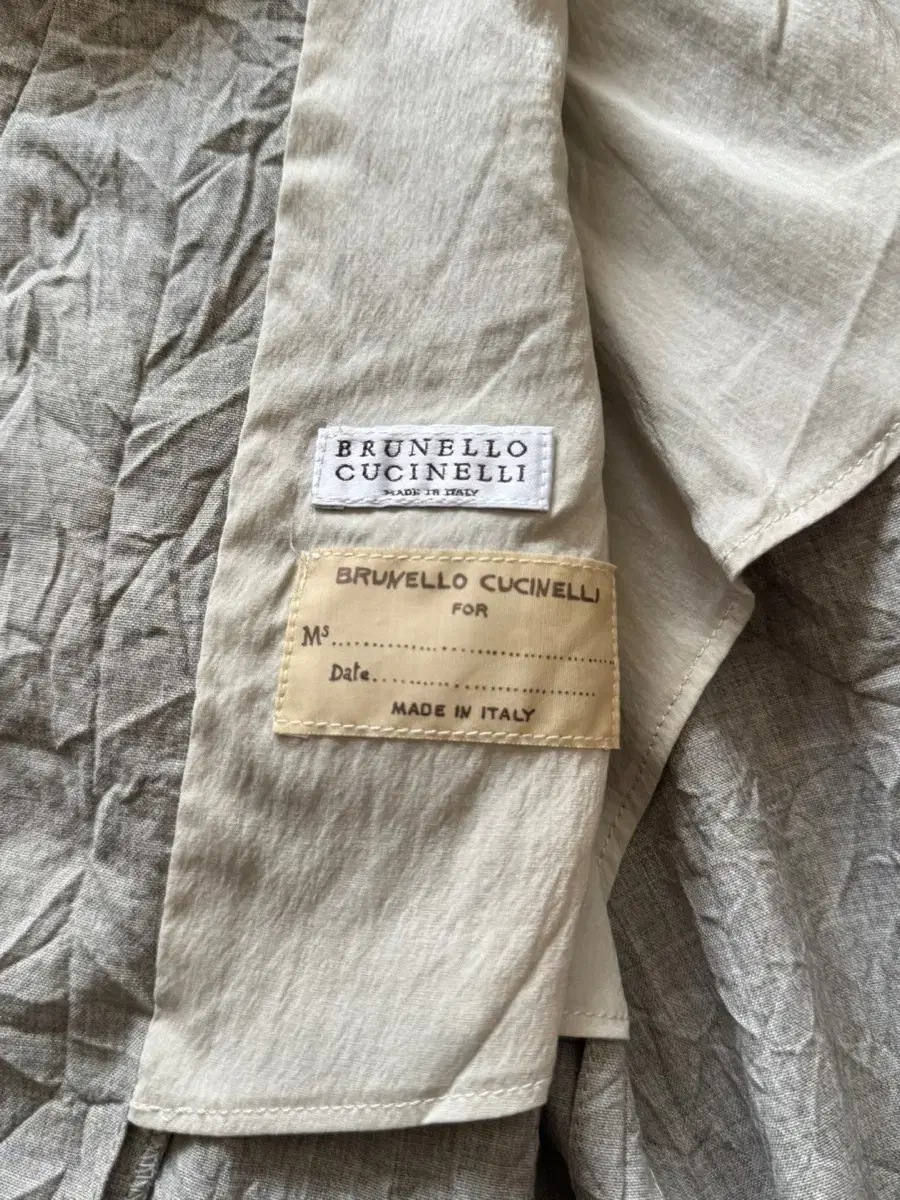 BRUNELLO
CUCINELLI
MADE IN ITALY
BRUNELLO CUCINELLI
FOR
Ms........................................
Date........................................
MADE IN ITALY